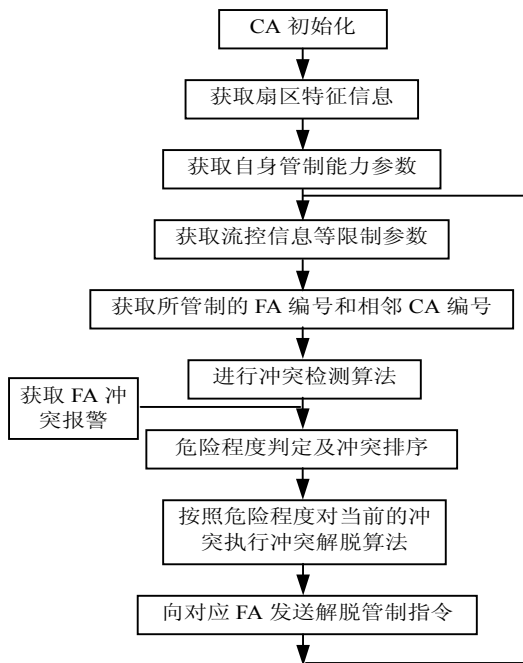 CA 初始化
获取扇区特征信息
获取自身管制能力参数
获取流控信息等限制参数
获取所管制的 FA 编号和相邻 CA 编号
进行冲突检测算法
获取 FA 冲
突报警
危险程度判定及冲突排序
按照危险程度对当前的冲
突执行冲突解脱算法
向对应 FA 发送解脱管制指令